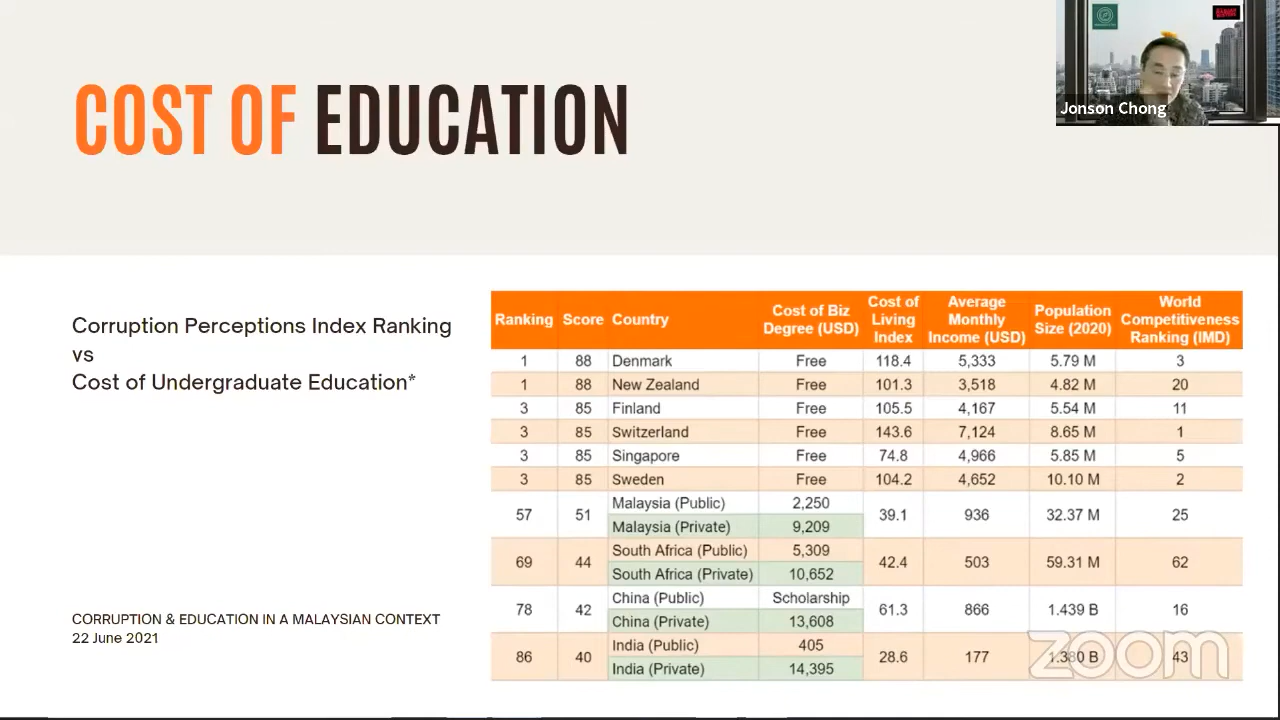 COST OF EDUCATION
Jonson Chong
Corruption Perceptions Index Ranking
vs
Cost of Undergraduate Education*
CORRUPTION & EDUCATION IN A MALAYSIAN CONTEXT
22 June 2021
Ranking Score Country Cost of Biz Degree (USD) Cost of Living Index Average Monthly Income (USD) Population Size (2020) World Competitiveness Ranking (IMD)
1 88 Denmark Free 118.4 5,333 5.79 M 3
1 88 New Zealand Free 101.3 3,518 4.82 M 20
3 85 Finland Free 105.5 4,167 5.54 M 11
3 85 Switzerland Free 143.6 7,124 8.65 M 1
3 85 Singapore Free 74.8 4,966 5.85 M 5
3 85 Sweden Free 104.2 4,652 10.10 M 2
57 51 Malaysia (Public) 2,250 39.1 936 32.37 M 25
Malaysia (Private) 9,209
69 44 South Africa (Public) 5,309 42.4 503 59.31 M 62
South Africa (Private) 10,652
78 42 China (Public) Scholarship 61.3 866 1.439 B 16
China (Private) 13,608
86 40 India (Public) 405 28.6 177 1.380 B 43
India (Private) 14,395
zoom